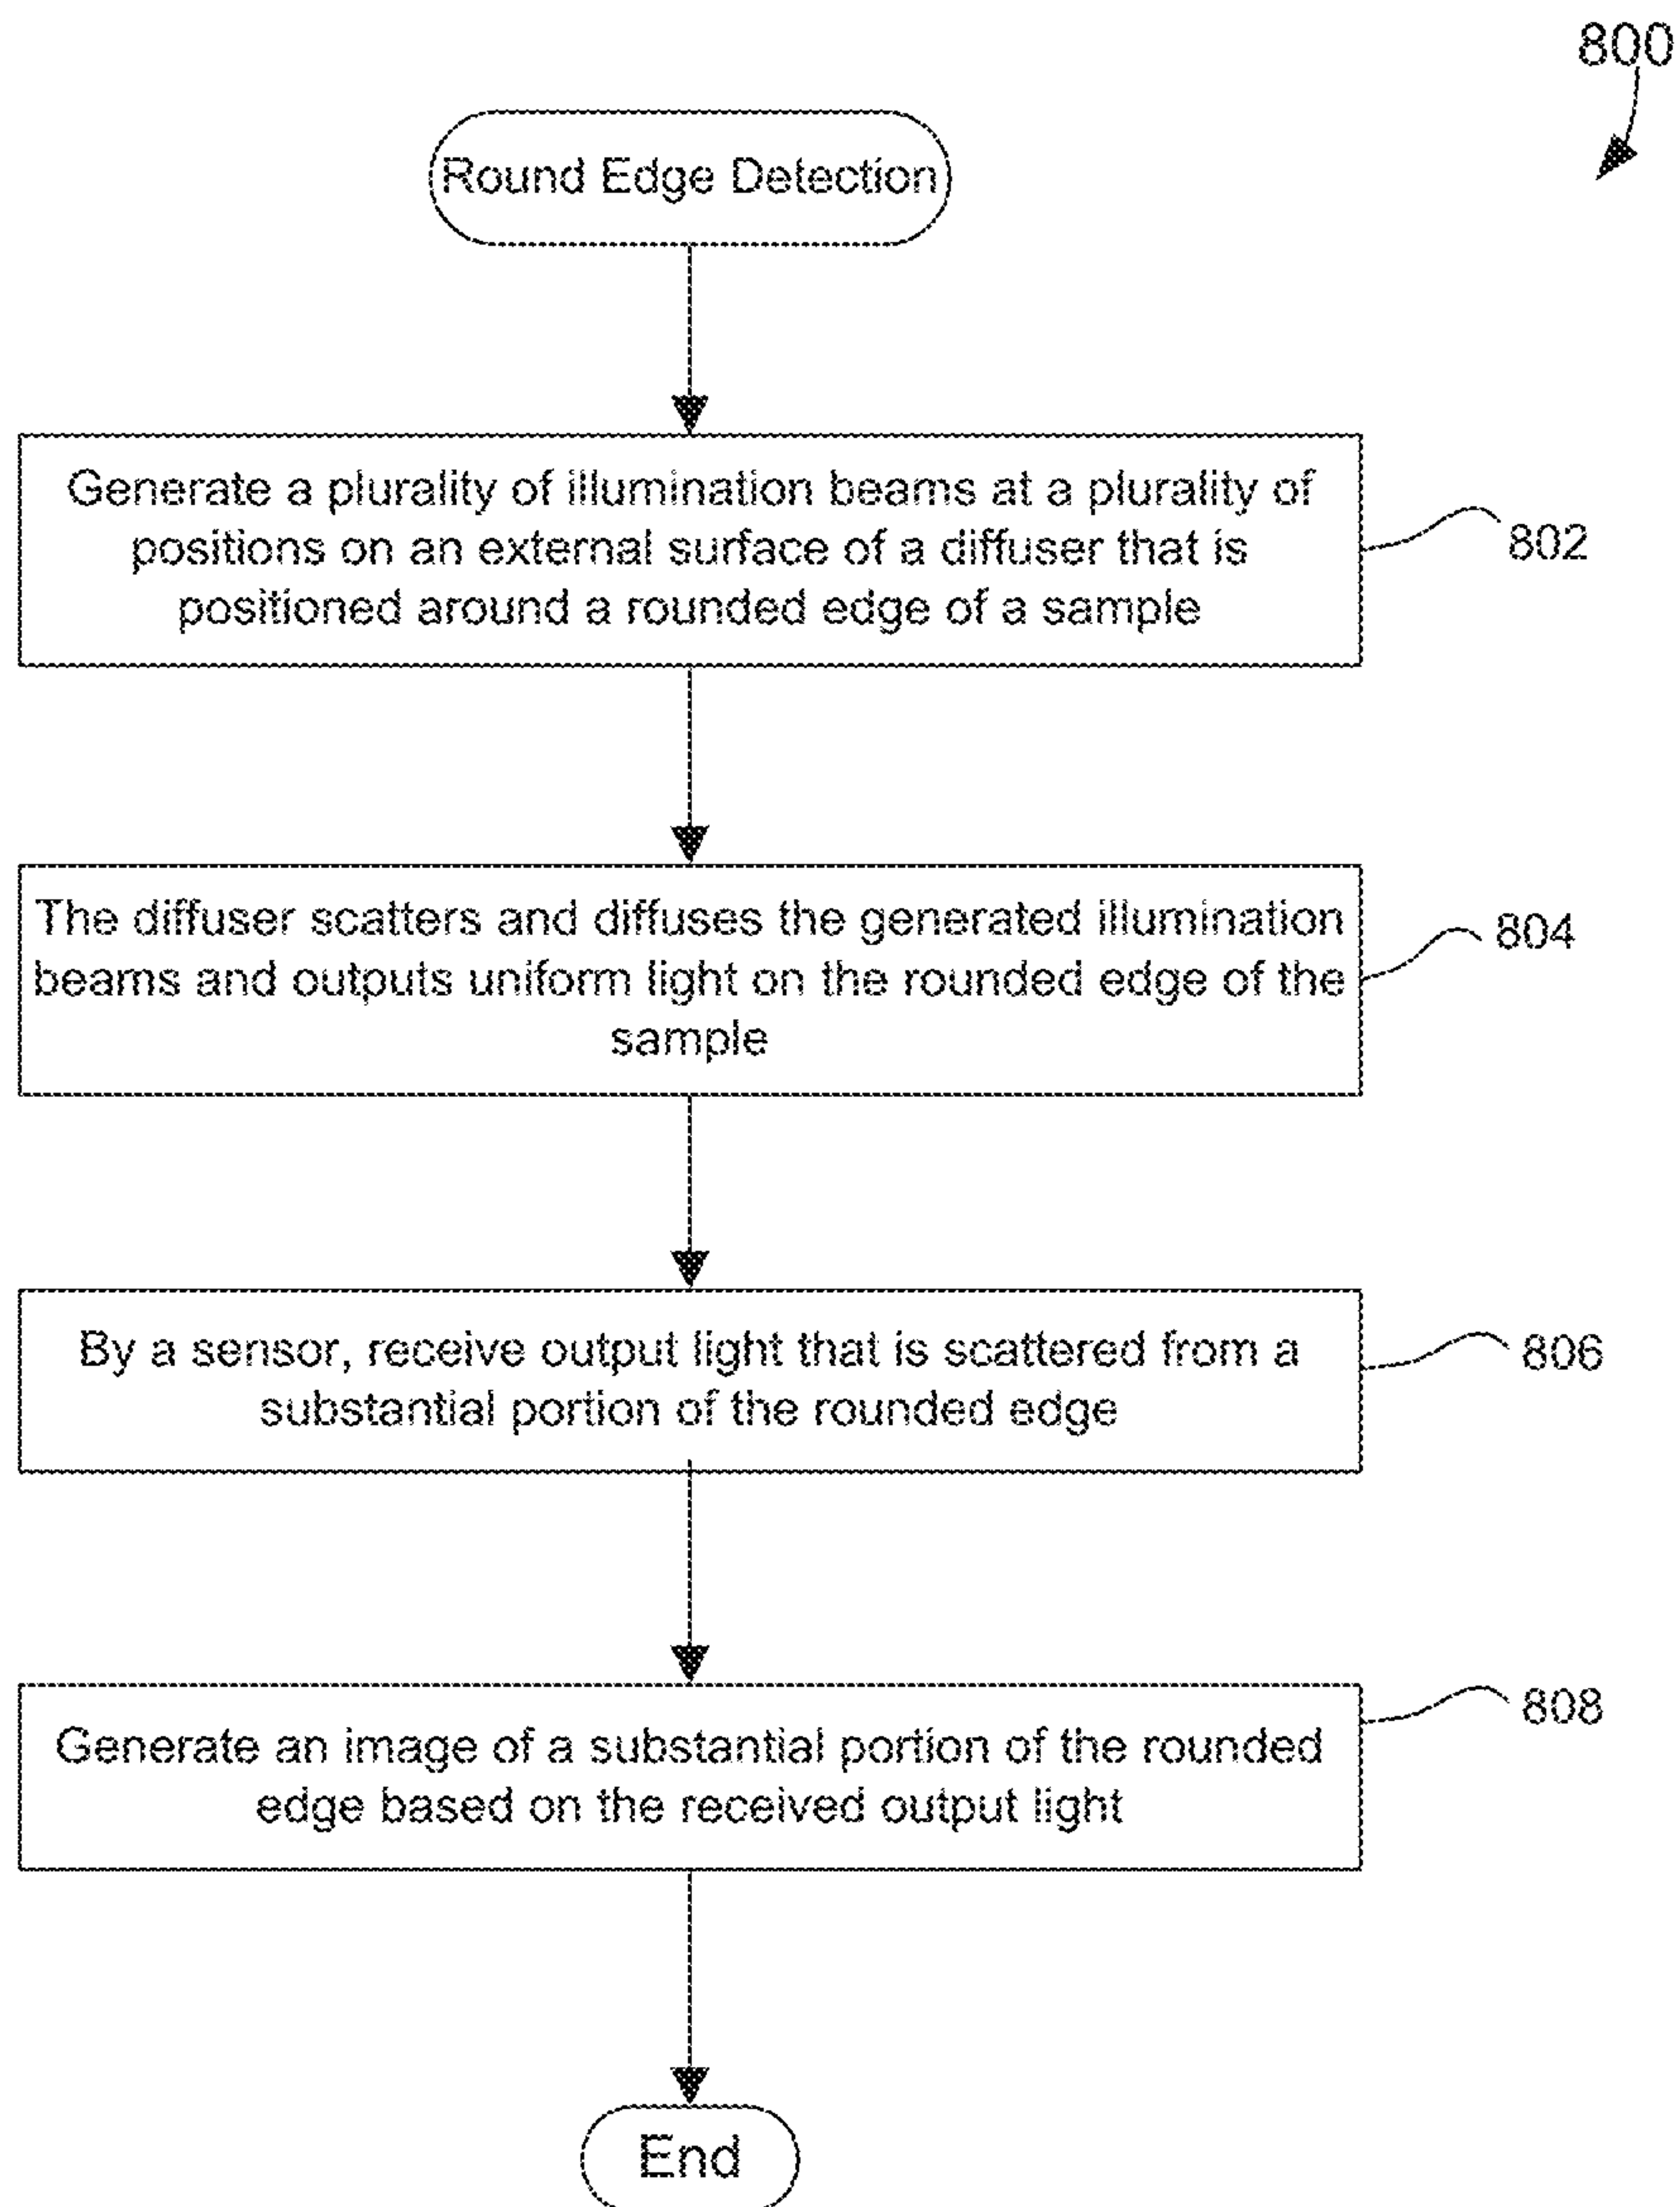 800
Round Edge Detection
Generate a plurality of illumination beams at a plurality of
positions on an external surface of a diffuser that is
positioned around a rounded edge of a sample
802
The diffuser scatters and diffuses the generated illumination
beams and outputs uniform light on the rounded edge of the
sample
804
By a sensor, receive output light that is scattered from a
substantial portion of the rounded edge
806
Generate an image of a substantial portion of the rounded
edge based on the received output light
808
End